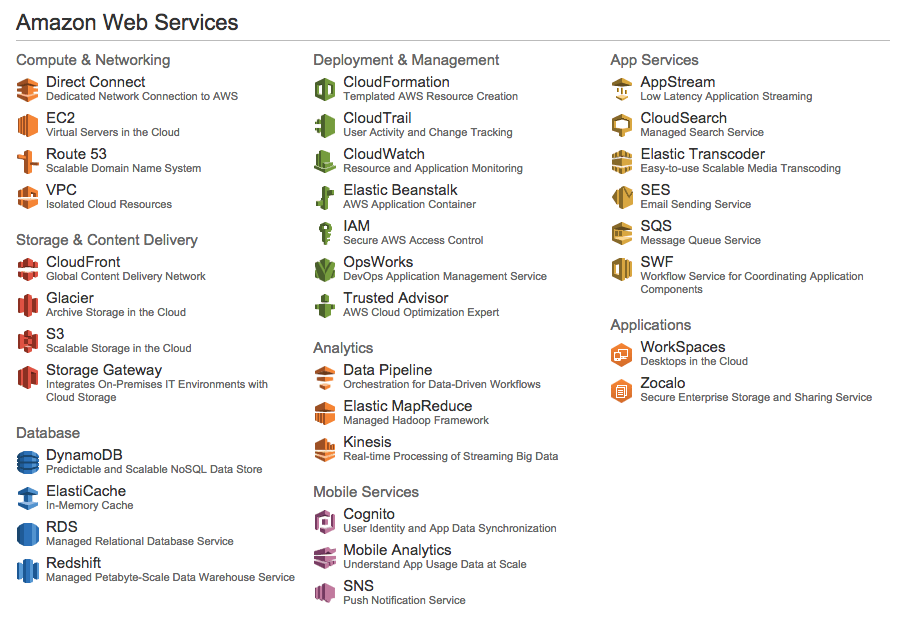 Amazon Web Services
Compute & Networking
Direct Connect
Dedicated Network Connection to AWS
EC2
Virtual Servers in the Cloud
Route 53
Scalable Domain Name System
VPC
Isolated Cloud Resources
Storage & Content Delivery
CloudFront
Global Content Delivery Network
Glacier
Archive Storage in the Cloud
S3
Scalable Storage in the Cloud
Storage Gateway
Integrates On-Premises IT Environments with
Cloud Storage
Database
DynamoDB
Predictable and Scalable NoSQL Data Store
ElastiCache
In-Memory Cache
RDS
Managed Relational Database Service
Redshift
Managed Petabyte-Scale Data Warehouse Service
Deployment & Management
CloudFormation
Templated AWS Resource Creation
CloudTrail
User Activity and Change Tracking
CloudWatch
Resource and Application Monitoring
Elastic Beanstalk
AWS Application Container
IAM
Secure AWS Access Control
OpsWorks
DevOps Application Management Service
Trusted Advisor
AWS Cloud Optimization Expert
Analytics
Data Pipeline
Orchestration for Data-Driven Workflows
Elastic MapReduce
Managed Hadoop Framework
Kinesis
Real-time Processing of Streaming Big Data
Mobile Services
Cognito
User Identity and App Data Synchronization
Mobile Analytics
Understand App Usage Data at Scale
SNS
Push Notification Service
App Services
AppStream
Low Latency Application Streaming
CloudSearch
Managed Search Service
Elastic Transcoder
Easy-to-use Scalable Media Transcoding
SES
Email Sending Service
SQS
Message Queue Service
SWF
Workflow Service for Coordinating Application
Components
Applications
WorkSpaces
Desktops in the Cloud
Zocalo
Secure Enterprise Storage and Sharing Service